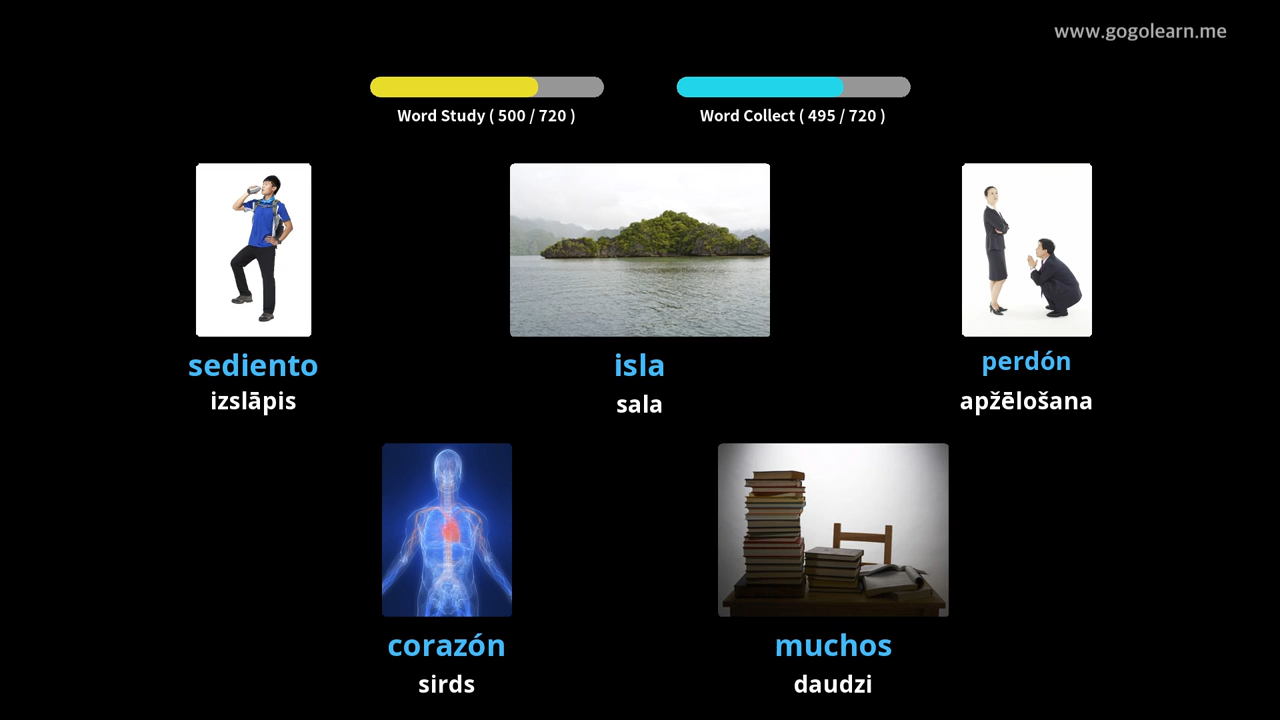 www.gogolearn.me
Word Study ( 500 / 720 )
Word Collect ( 495 / 720 )
sediento
izslāpis
isla
sala
perdón
apžēlošana
corazón
sirds
muchos
daudzi